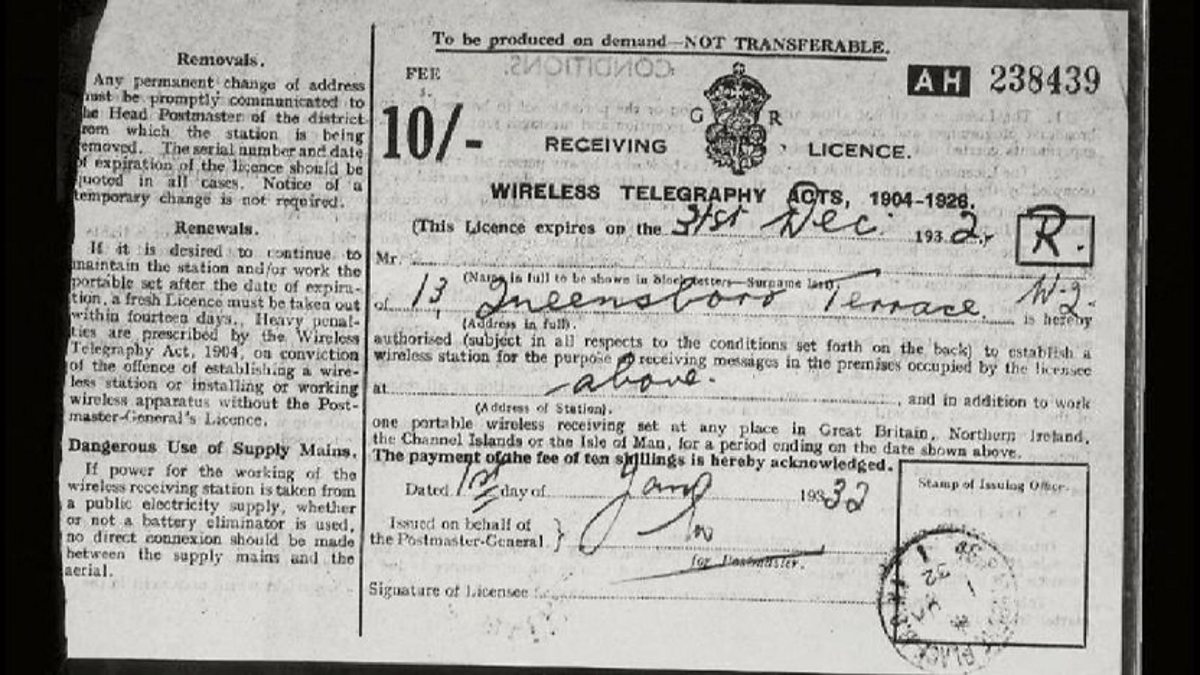 To be produced on demand—NOT TRANSFERABLE.
Removals.
Any permanent change of address
must be promptly communicated to
the Head Postmaster of the district
from which the station is being
removed. The serial number and date
of expiration of the licence should be
quoted in all cases. Notice of a
temporary change is not required.
Renewals.
If it is desired to continue to
maintain the station and/or work the
portable set after the date of expira-
tion, a fresh Licence must be taken out
within fourteen days. Heavy penal-
ties are prescribed by the Wireless
Telegraphy Act, 1904, on conviction
of the offence of establishing a wire-
less station or installing or working
wireless apparatus without the Post-
master-General's Licence.
Dangerous Use of Supply Mains.
If power for the working of the
wireless receiving station is taken from
a public electricity supply, whether
or not a battery eliminator is used,
no direct connexion should be made
between the supply mains and the
aerial.
FEE
s.
10/-
CONDITIONS.
AH 238439
G R
RECEIVING LICENCE.
WIRELESS TELEGRAPHY ACTS, 1904-1926.
(This Licence expires on the 31st Dec. 1932.
R.
Mr.
(Name in full to be shown in block letters—Surname last).
of 13, Queensboro Terrace. W-2. is hereby
(Address in full).
authorised (subject in all respects to the conditions set forth on the back) to establish a
wireless station for the purpose of receiving messages in the premises occupied by the licensee
at above. , and in addition to work
(Address of Station).
one portable wireless receiving set at any place in Great Britain, Northern Ireland,
the Channel Islands or the Isle of Man, for a period ending on the date shown above.
The payment of the fee of ten shillings is hereby acknowledged.
Dated 1st day of Jany 1932
Issued on behalf of
the Postmaster-General.
for Postmaster.
Signature of Licensee
Stamp of Issuing Office.